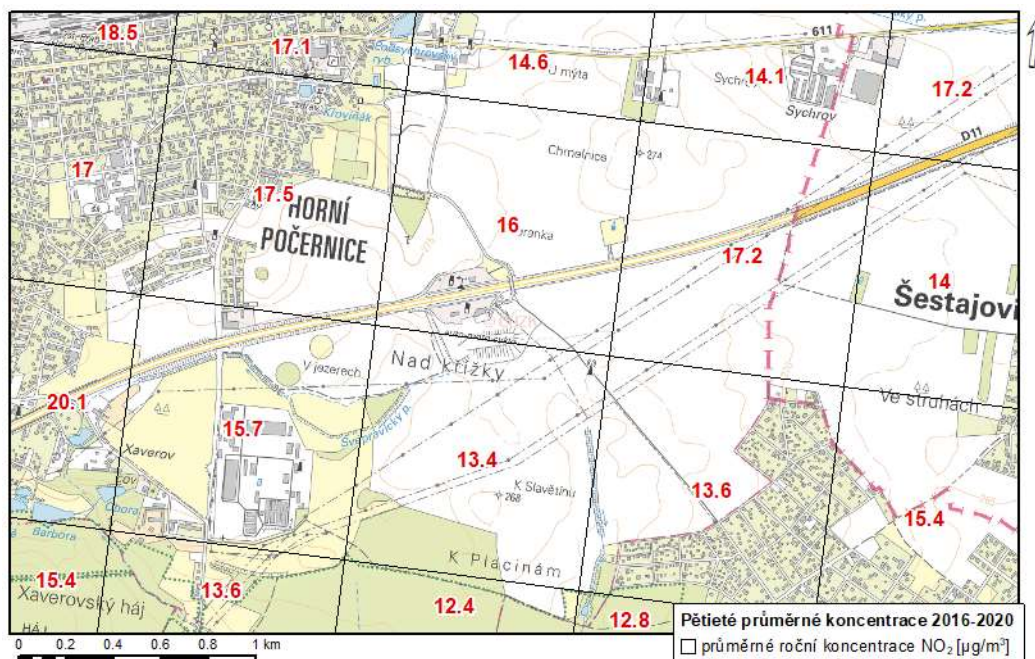 18.5
17.1
14.6
U mýta
611
14.1
Sychrov
17.2
D11
Chmelnice
274
Krovinák
17
17.5
HORNÍ
POČERNICE
16
17.2
14
Šestajovi
Nad Křížky
V jezerech
Svépravický p.
Ve struhách
20.1
15.7
Xaverov
13.4
K Slavětínu
268
13.6
15.4
Obora
Barbora
K Placinám
15.4
Xaverovský háj
13.6
12.4
12.8
0 0.2 0.4 0.6 0.8 1 km
Pětieté průměrné koncentrace 2016-2020
průměrné roční koncentrace NO₂ [µg/m³]